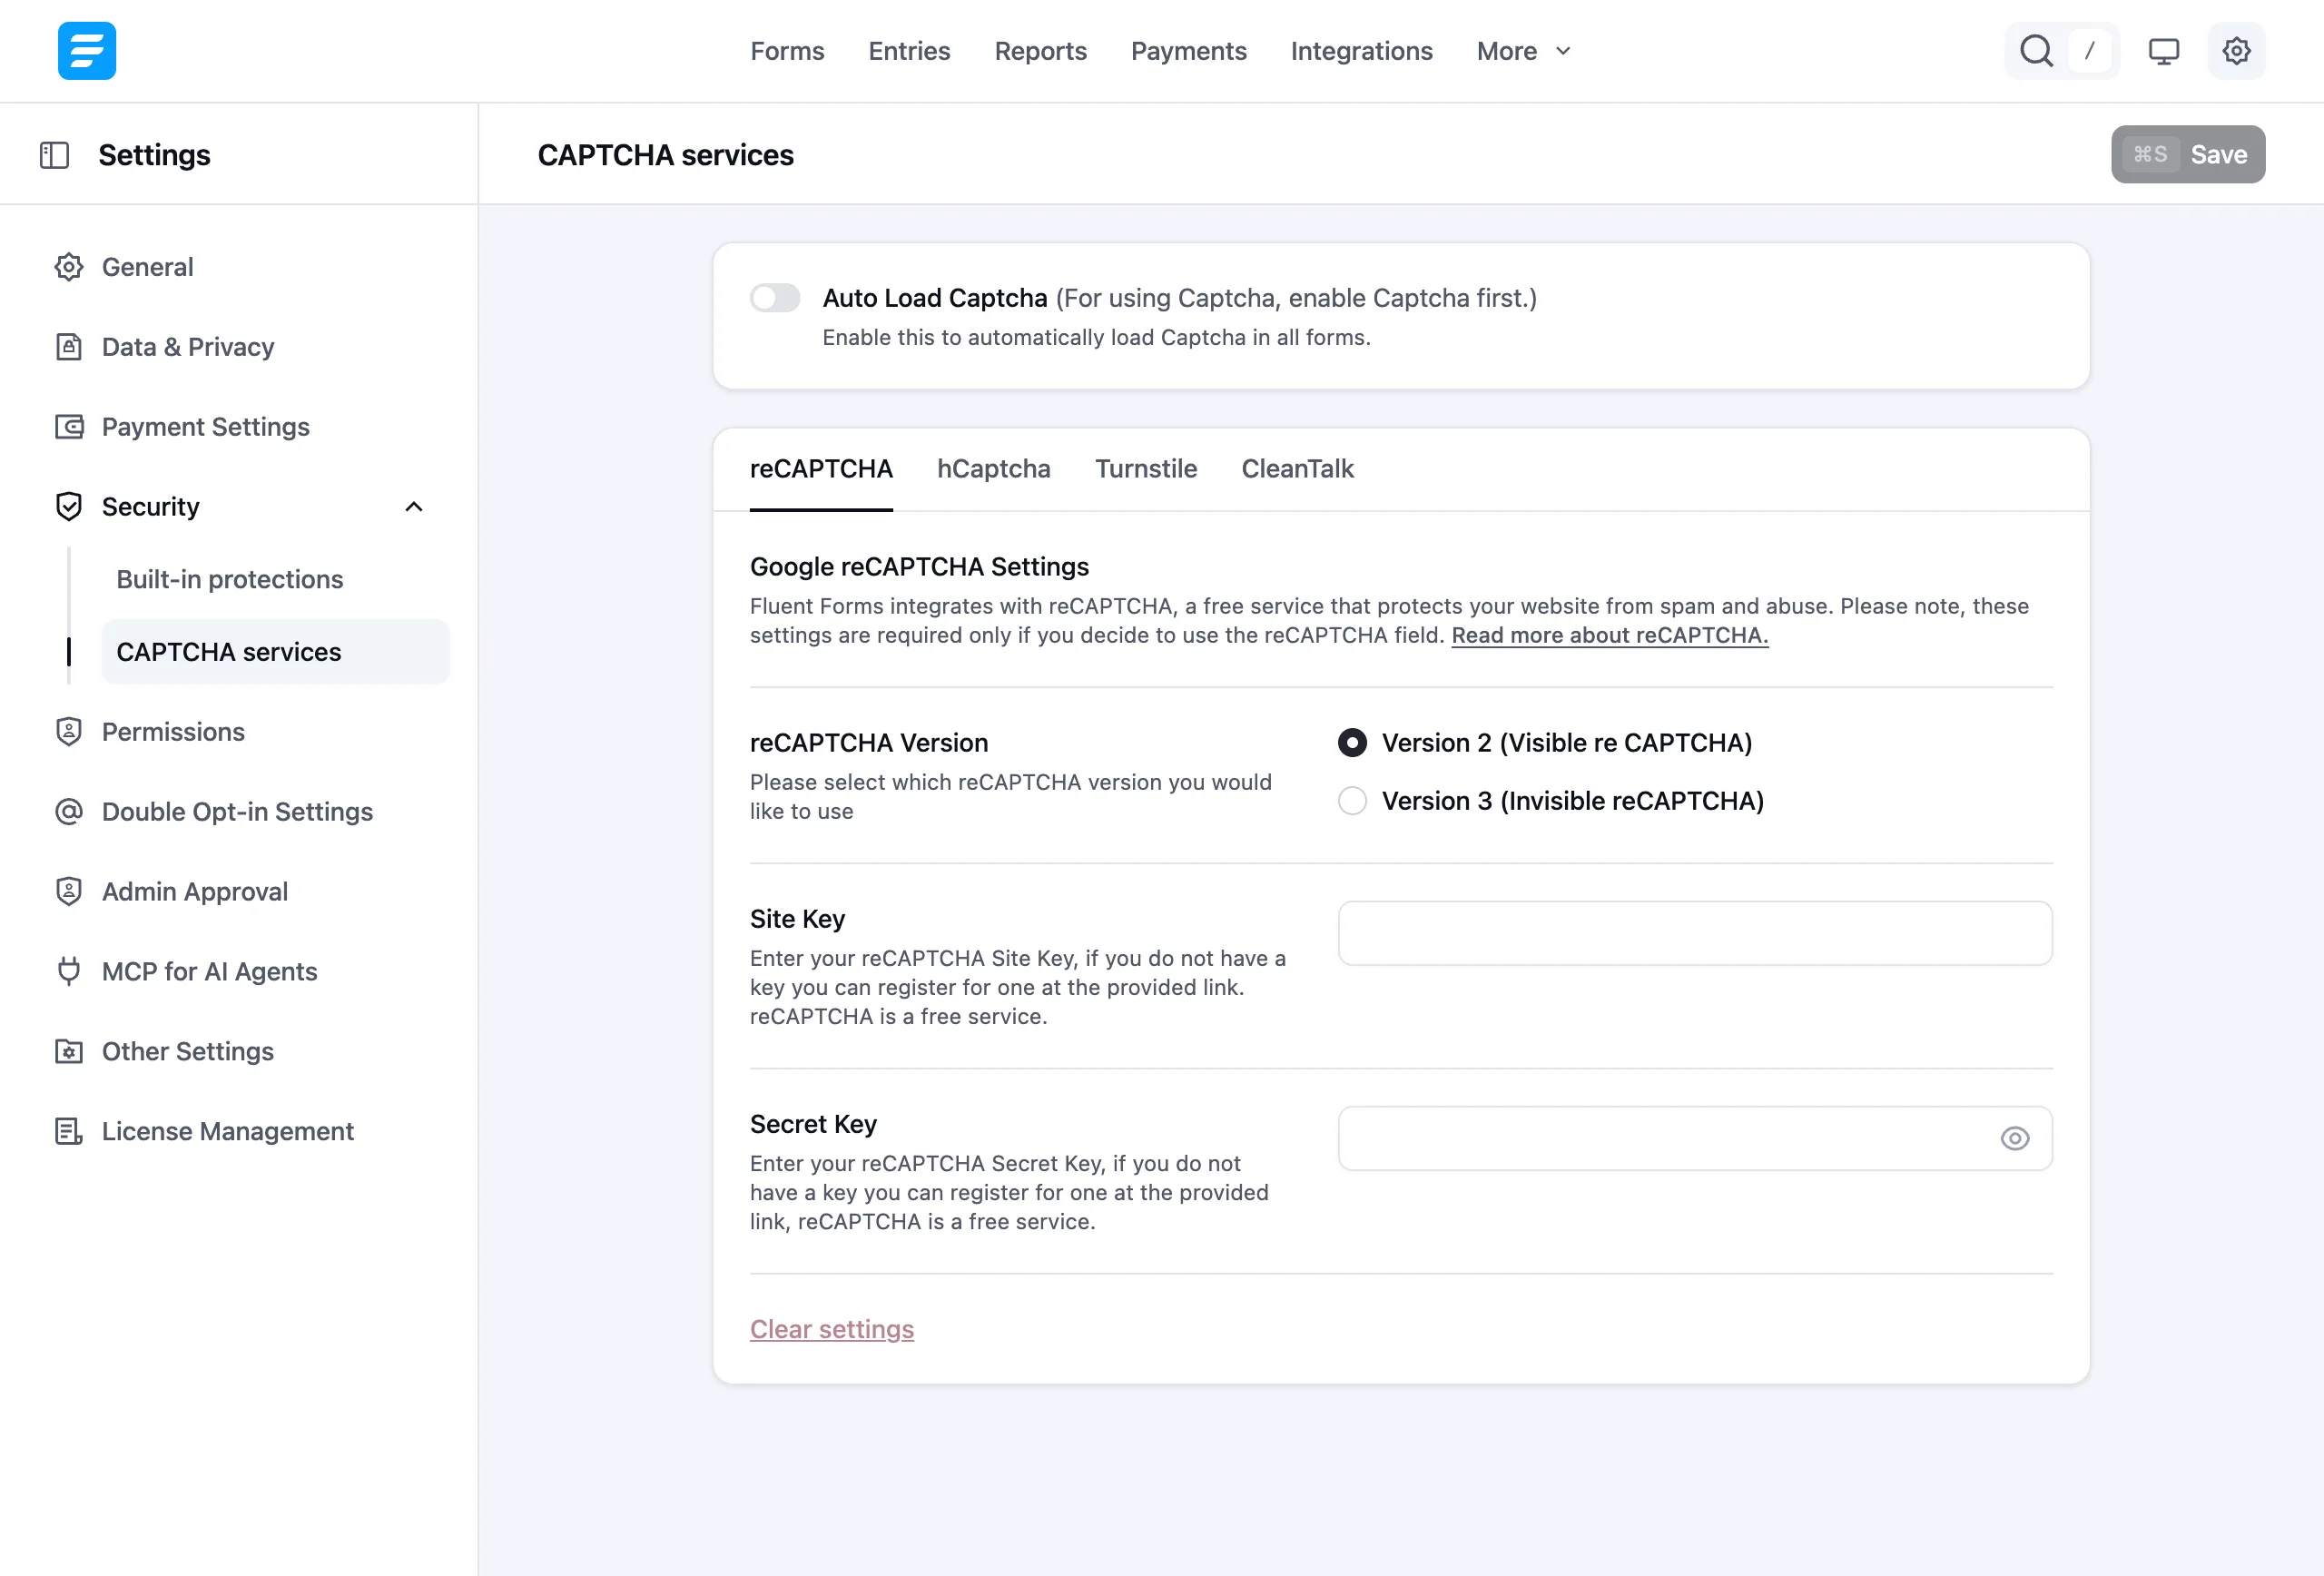 Forms Entries Reports Payments Integrations More /
Settings
CAPTCHA services
⌘S Save
General
Data & Privacy
Payment Settings
Security
Built-in protections
CAPTCHA services
Permissions
Double Opt-in Settings
Admin Approval
MCP for AI Agents
Other Settings
License Management
Auto Load Captcha (For using Captcha, enable Captcha first.)
Enable this to automatically load Captcha in all forms.
reCAPTCHA hCaptcha Turnstile CleanTalk
Google reCAPTCHA Settings
Fluent Forms integrates with reCAPTCHA, a free service that protects your website from spam and abuse. Please note, these
settings are required only if you decide to use the reCAPTCHA field. Read more about reCAPTCHA.
reCAPTCHA Version
Please select which reCAPTCHA version you would
like to use
Version 2 (Visible re CAPTCHA)
Version 3 (Invisible reCAPTCHA)
Site Key
Enter your reCAPTCHA Site Key, if you do not have a
key you can register for one at the provided link.
reCAPTCHA is a free service.
Secret Key
Enter your reCAPTCHA Secret Key, if you do not
have a key you can register for one at the provided
link, reCAPTCHA is a free service.
Clear settings